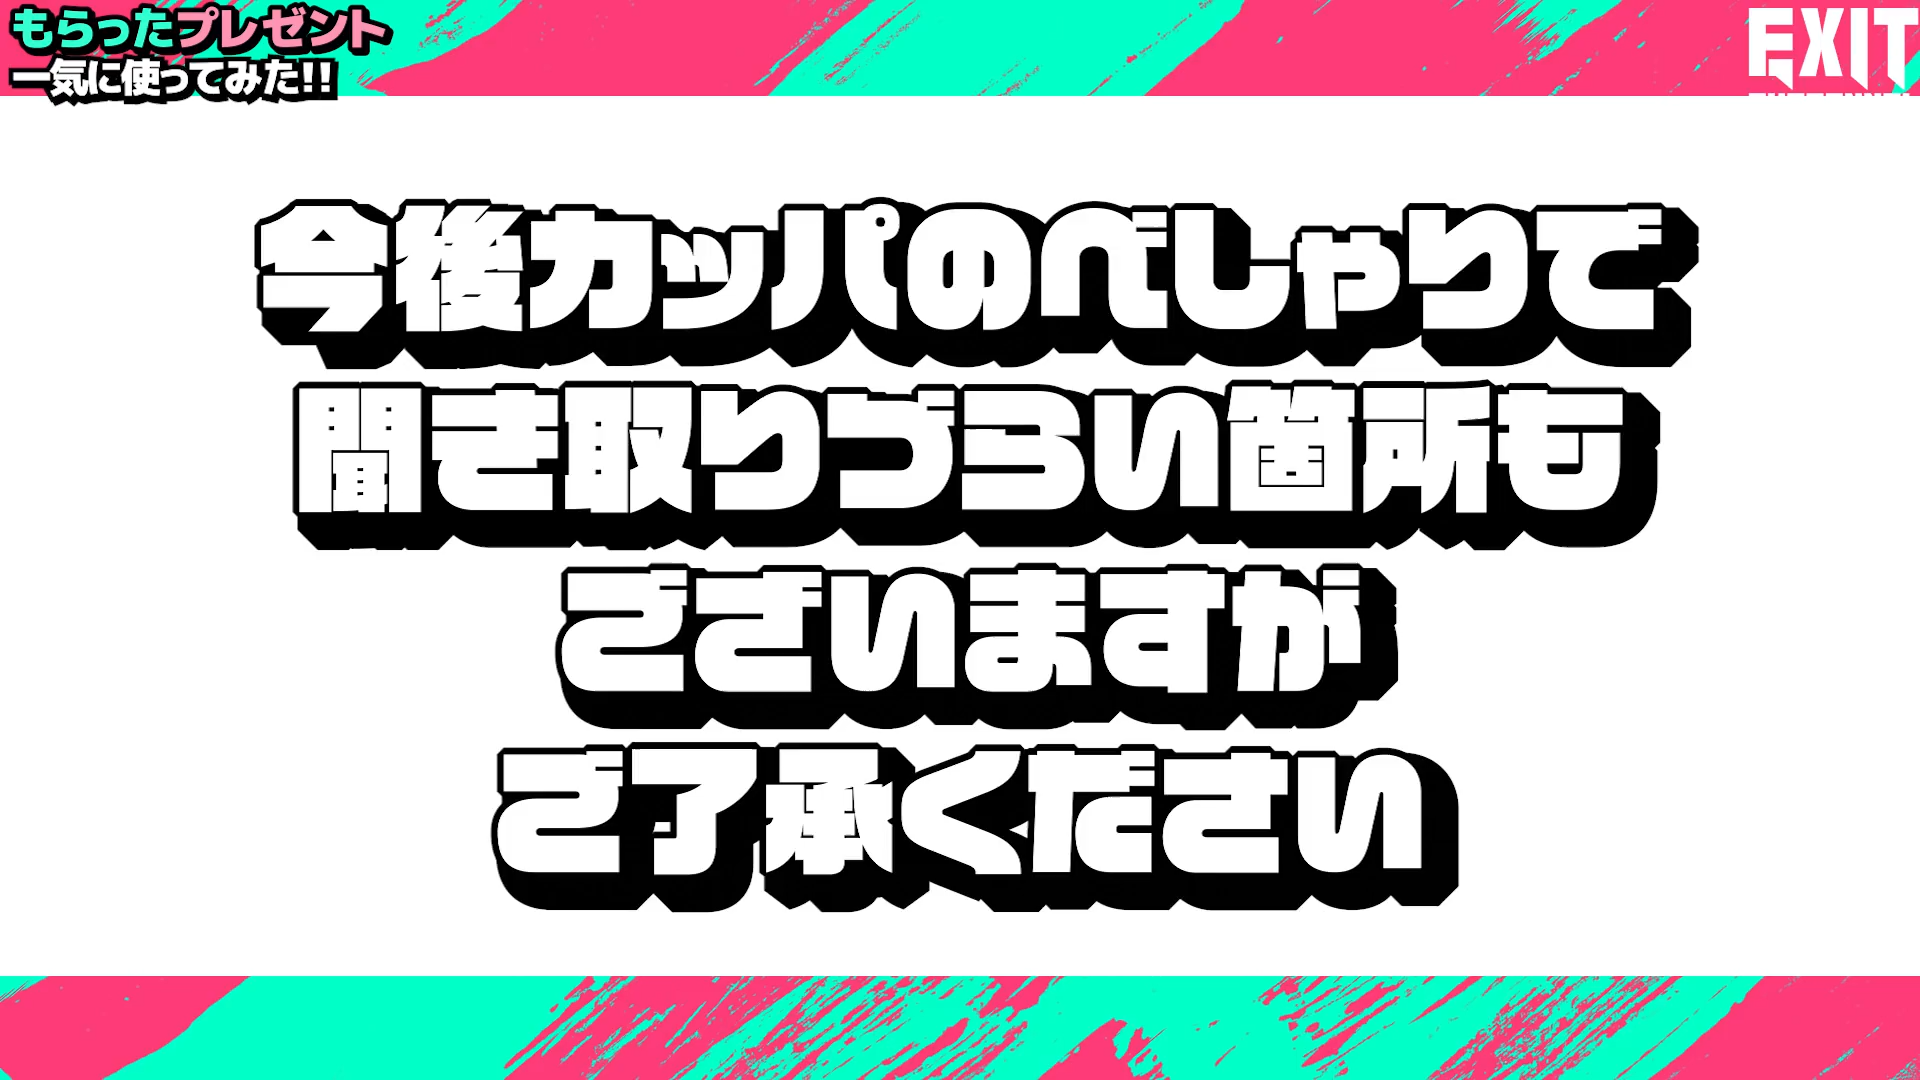 もらったプレゼント
一気に使ってみた!!
EXIT
今後カッパのべしゃりで
聞き取りづらい箇所も
ございますが
ご了承ください